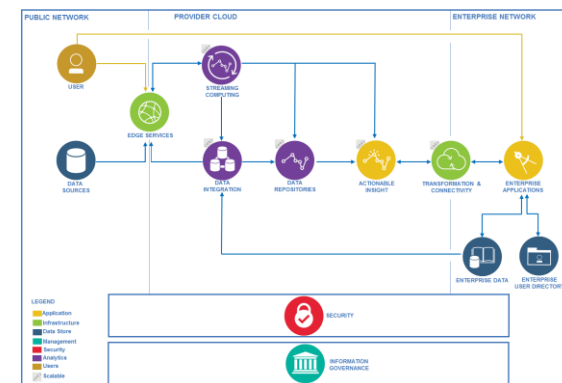 PUBLIC NETWORK
PROVIDER CLOUD
ENTERPRISE NETWORK
USER
STREAMING
COMPUTING
EDGE SERVICES
DATA
SOURCES
DATA
INTEGRATION
DATA
REPOSITORIES
ACTIONABLE
INSIGHT
TRANSFORMATION &
CONNECTIVITY
ENTERPRISE
APPLICATIONS
ENTERPRISE DATA
ENTERPRISE
USER DIRECTOR
LEGEND
Application
Infrastructure
Data Store
Management
Security
Analytics
Users
Scalable
SECURITY
INFORMATION
GOVERNANCE